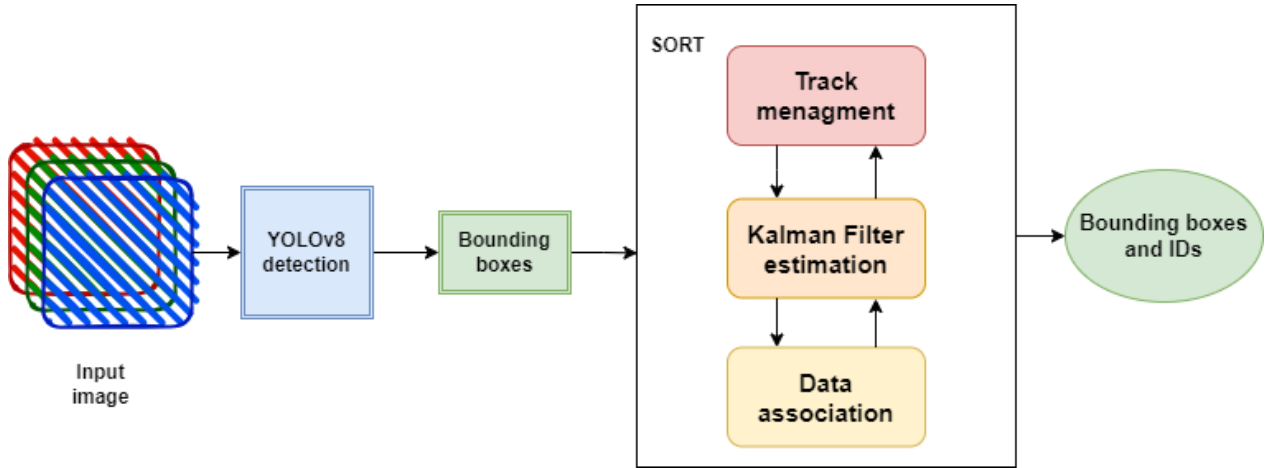 Input
image
YOLOv8
detection
Bounding
boxes
SORT
Track
menagment
Kalman Filter
estimation
Data
association
Bounding boxes
and IDs